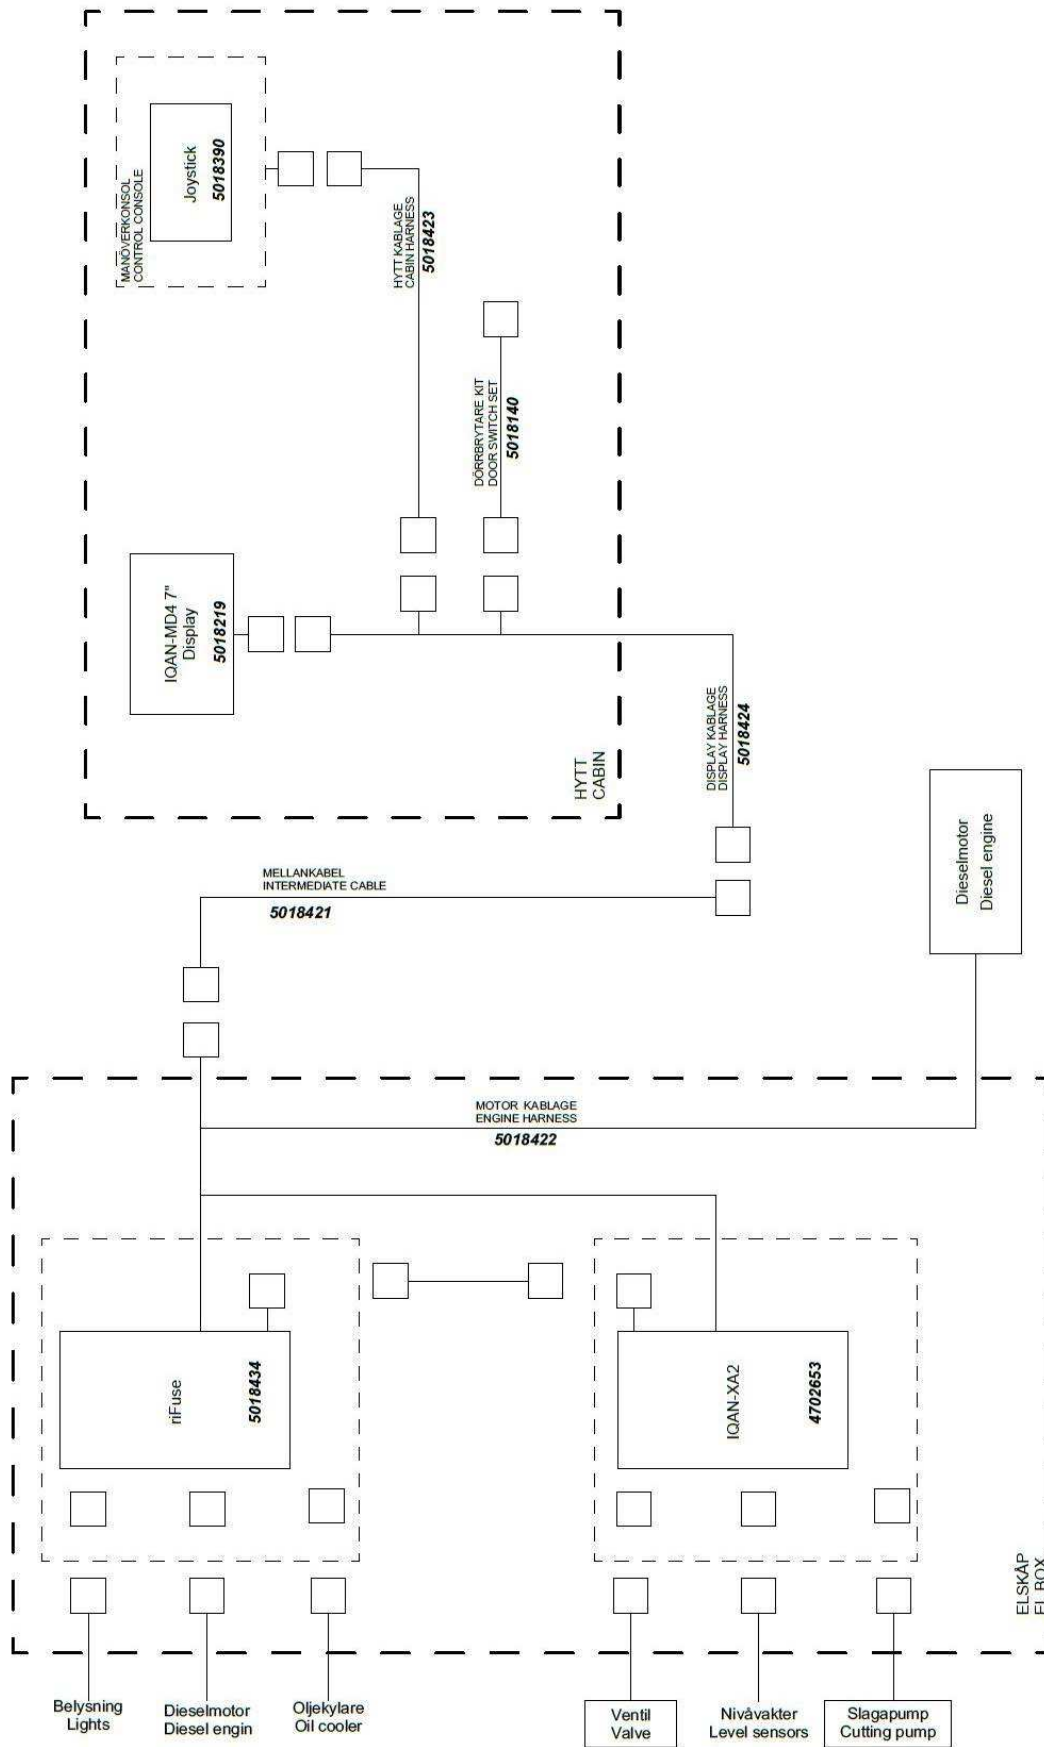 MANÖVERKONSOL
CONTROL CONSOLE
Joystick
5018390
HYTT KABLAGE
CABIN HARNESS
5018423
DÖRRBRYTARE KIT
DOOR SWITCH SET
5018140
IQAN-MD4 7"
Display
5018219
HYTT
CABIN
DISPLAY KABLAGE
DISPLAY HARNESS
5018424
MELLANKABEL
INTERMEDIATE CABLE
5018421
Dieselmotor
Diesel engine
MOTOR KABLAGE
ENGINE HARNESS
5018422
riFuse
5018434
IQAN-XA2
4702653
ELSKÅP
EL BOX
Belysning
Lights
Dieselmotor
Diesel engin
Oljekylare
Oil cooler
Ventil
Valve
Nivåvakter
Level sensors
Slagapump
Cutting pump